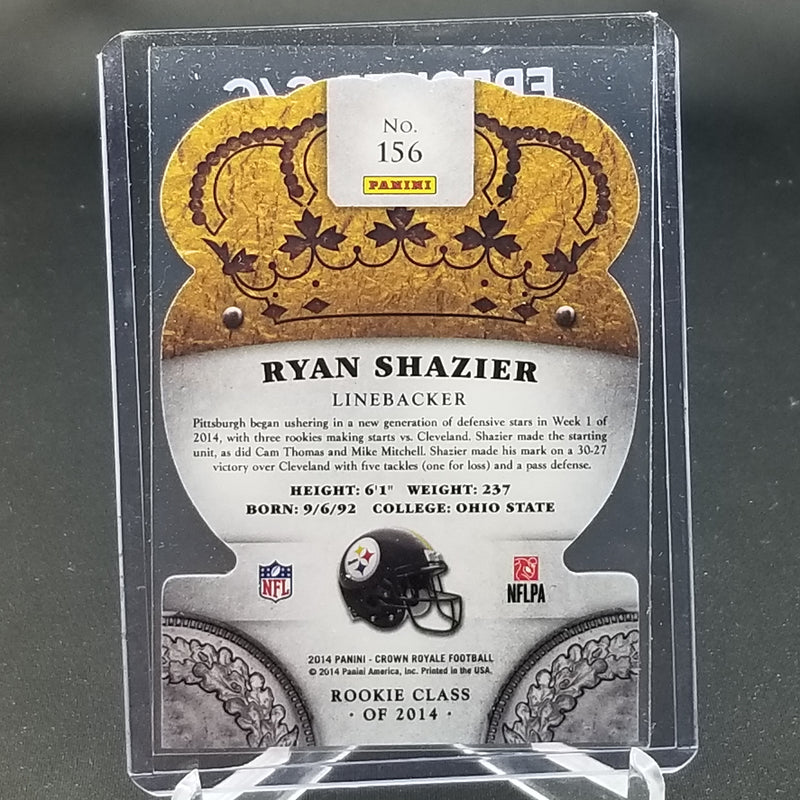 No.
156
PANINI
RYAN SHAZIER
LINEBACKER
Pittsburgh began ushering in a new generation of defensive stars in Week 1 of
2014, with three rookies making starts vs. Cleveland. Shazier made the starting
unit, as did Cam Thomas and Mike Mitchell. Shazier made his mark on a 30-27
victory over Cleveland with five tackles (one for loss) and a pass defense.
HEIGHT: 6'1" WEIGHT: 237
BORN: 9/6/92 COLLEGE: OHIO STATE
NFL
NFLPA
2014 PANINI - CROWN ROYALE FOOTBALL
© 2014 Panini America, Inc. Printed in the USA.
ROOKIE CLASS
· OF 2014 ·